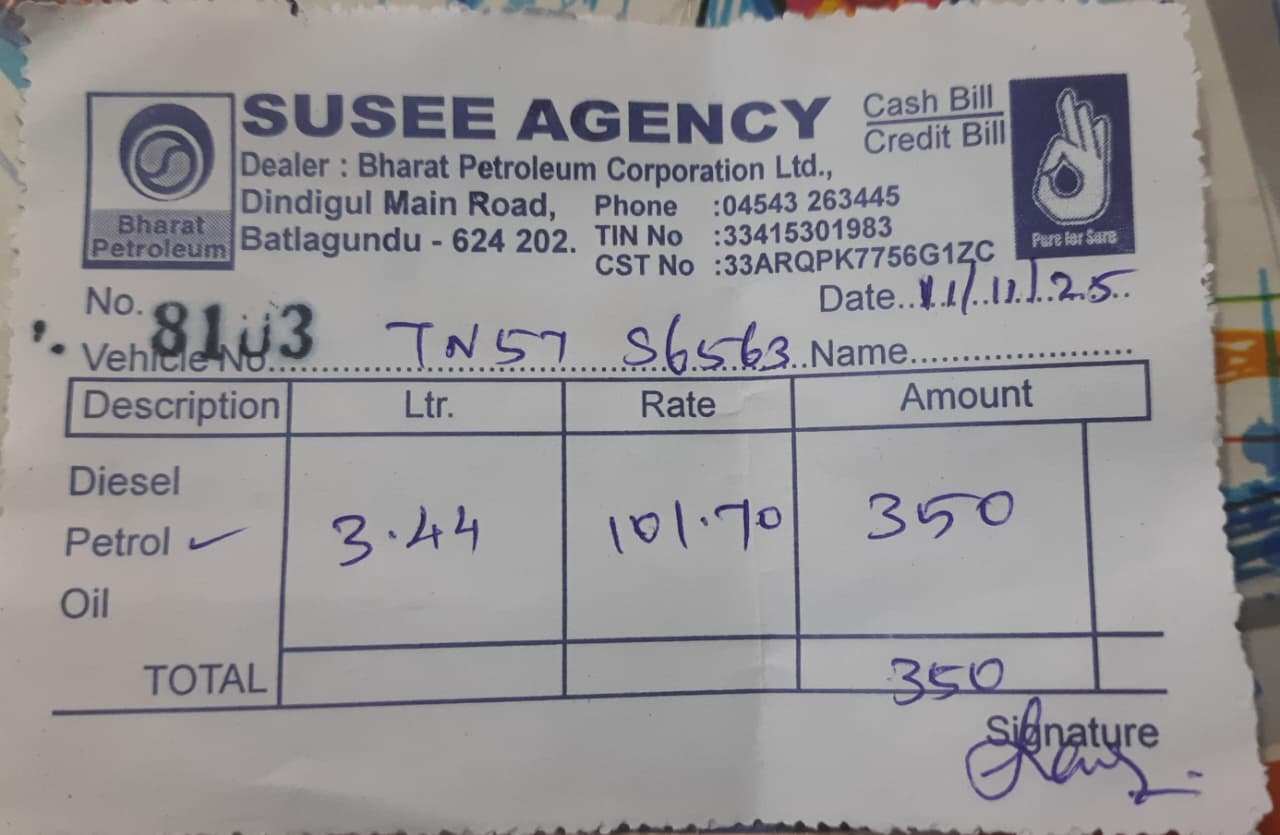 SUSEE AGENCY
Cash Bill
Credit Bill
Dealer : Bharat Petroleum Corporation Ltd.,
Dindigul Main Road,
Batlagundu - 624 202.
Phone :04543 263445
TIN No :33415301983
CST No :33ARQPK7756G1ZC
Bharat
Petroleum
Pure for Sure
No.
Date..11/11/25..
Vehicle No. TN57 S6563 Name
Description Ltr. Rate Amount
Diesel
Petrol ✓ 3.44 101.70 350
Oil
TOTAL 350
Signature